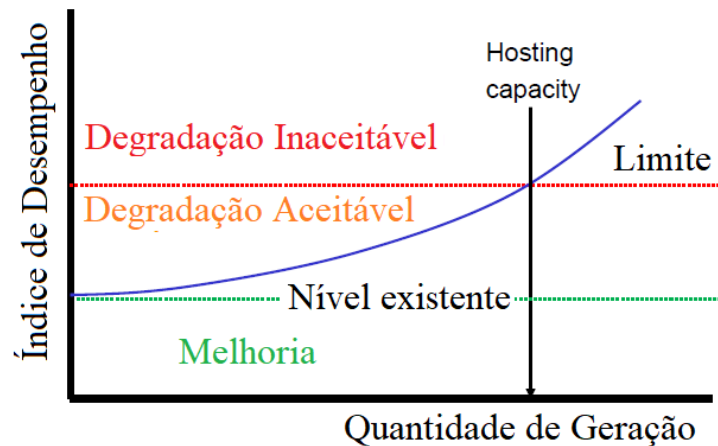 Índice de Desempenho
Hosting
capacity
Degradação Inaceitável
Limite
Degradação Aceitável
Nível existente
Melhoria
Quantidade de Geração